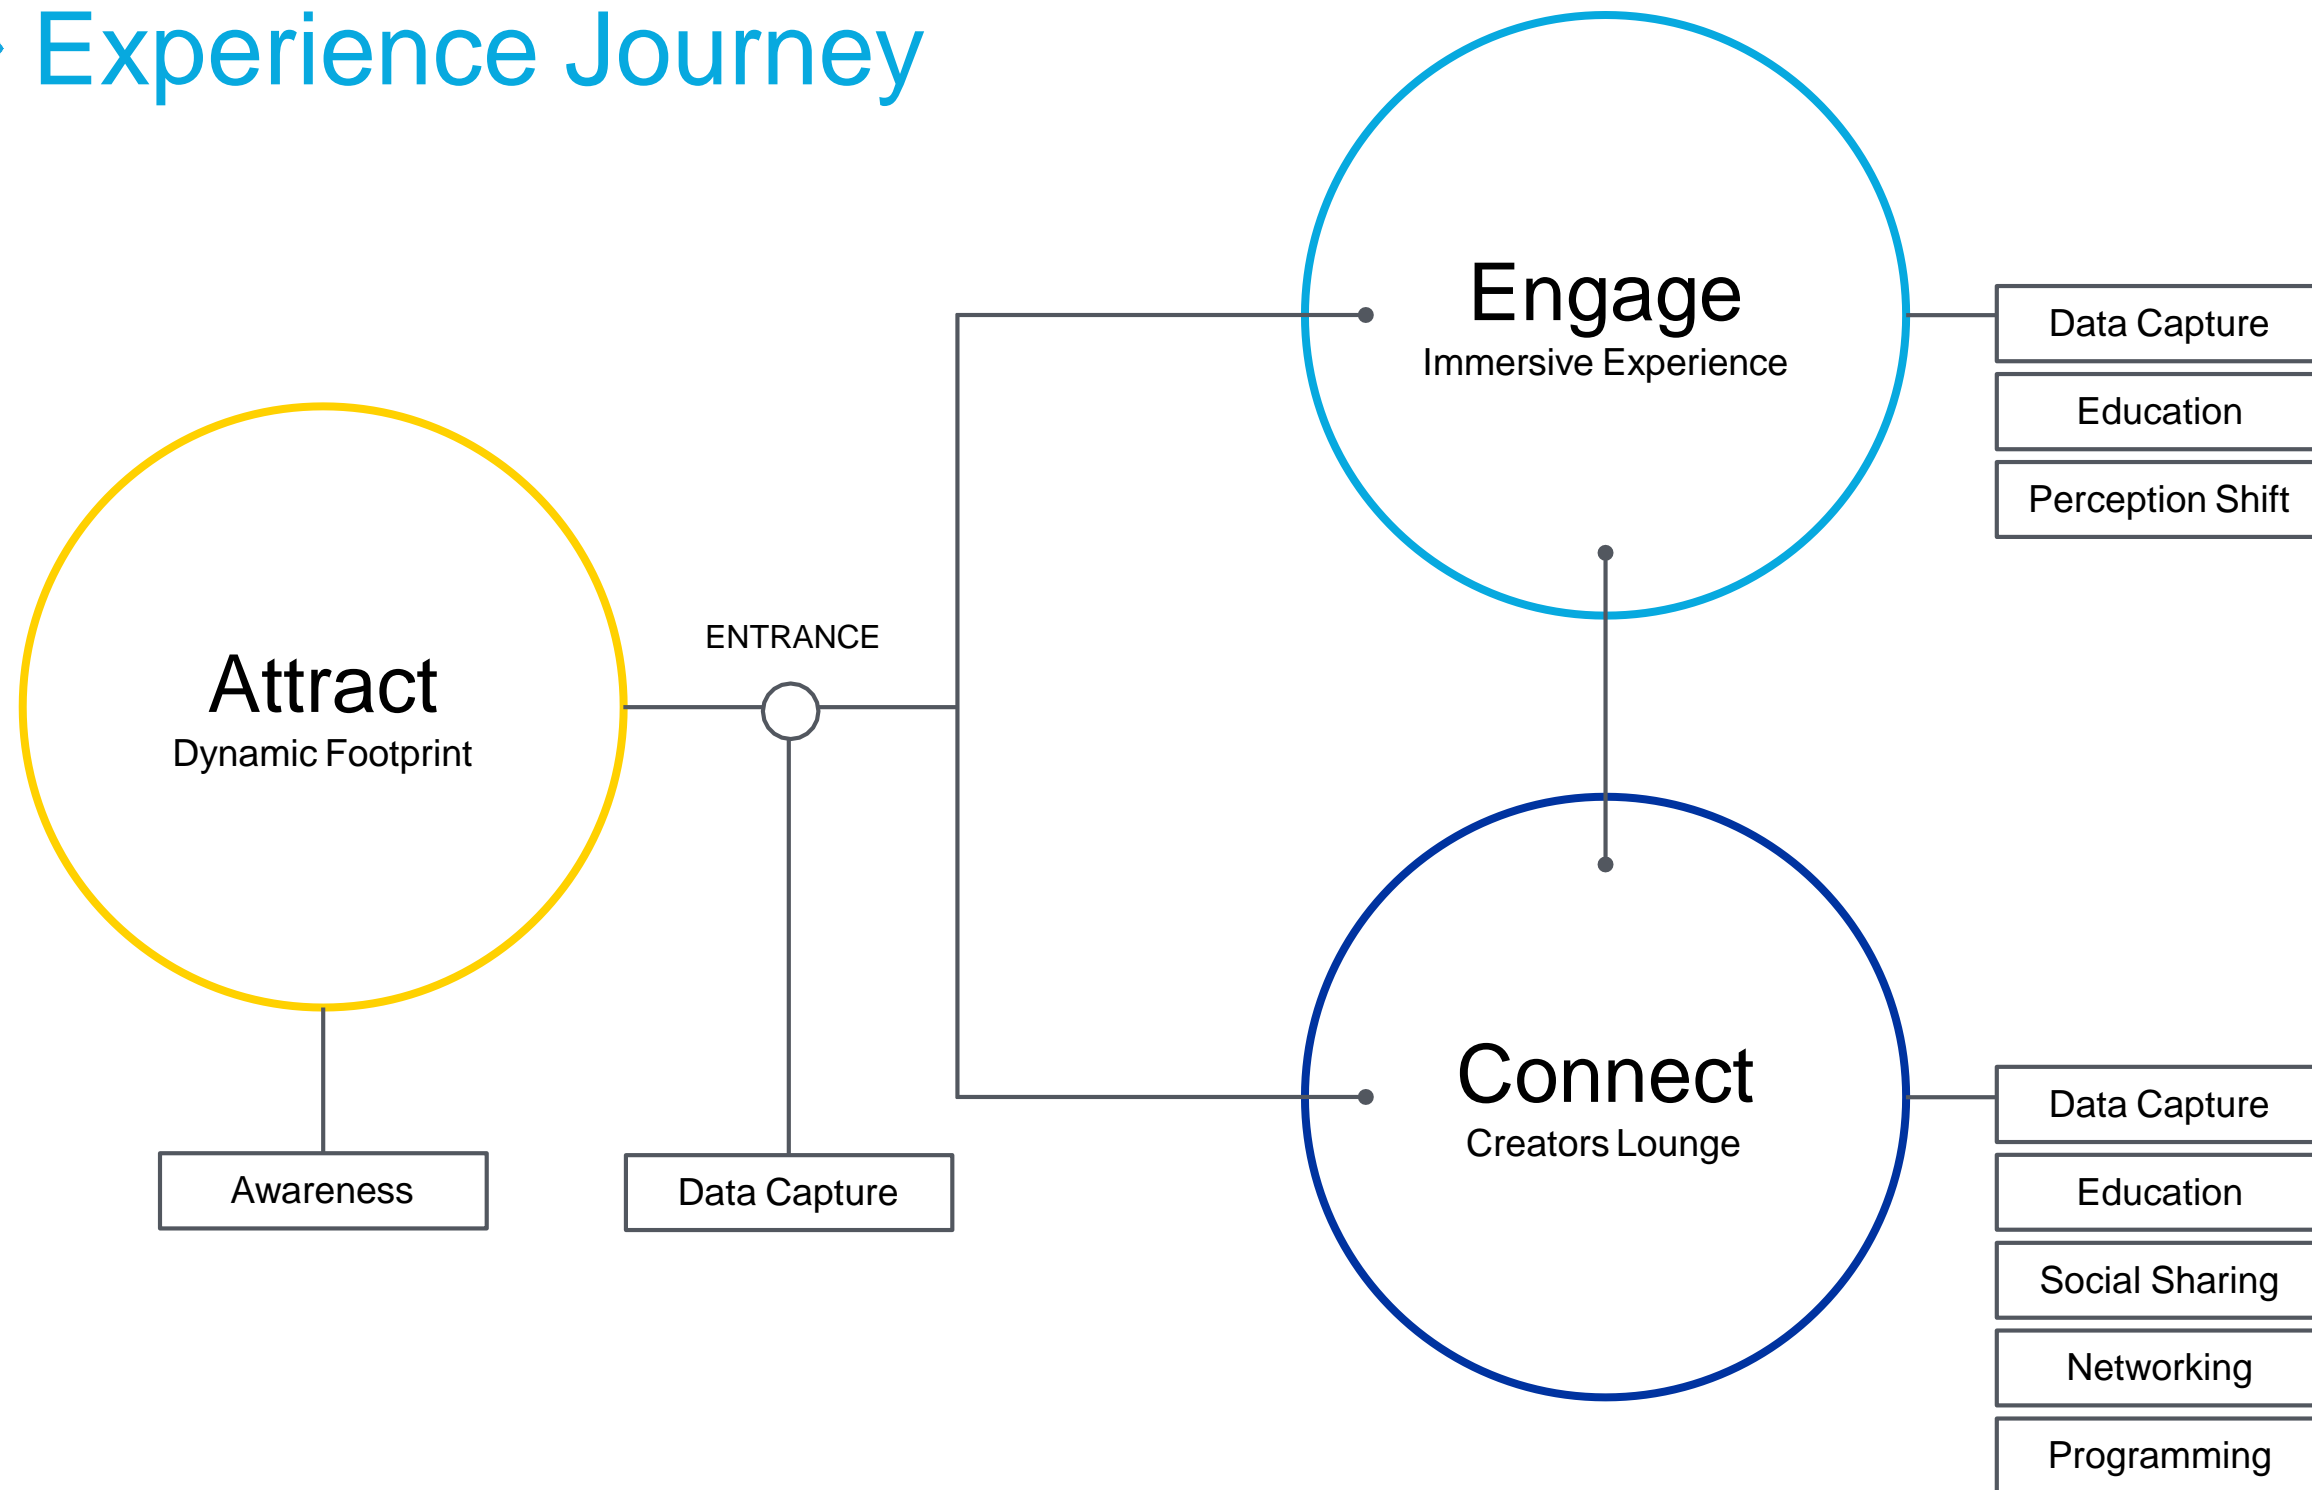 Experience Journey
Engage
Immersive Experience
Data Capture
Education
Perception Shift
ENTRANCE
Attract
Dynamic Footprint
Awareness
Data Capture
Connect
Creators Lounge
Data Capture
Education
Social Sharing
Networking
Programming